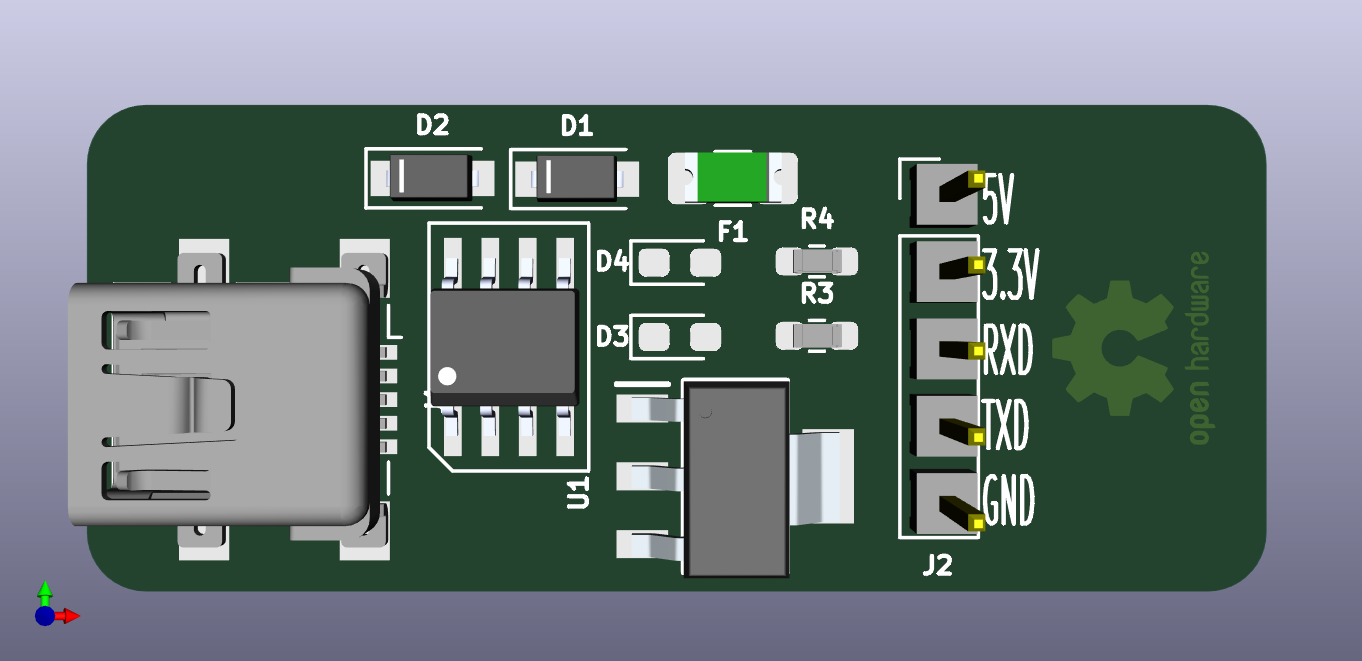 D2
D1
F1
R4
D4
R3
D3
U1
5V
3.3V
RXD
TXD
GND
J2
open hardware